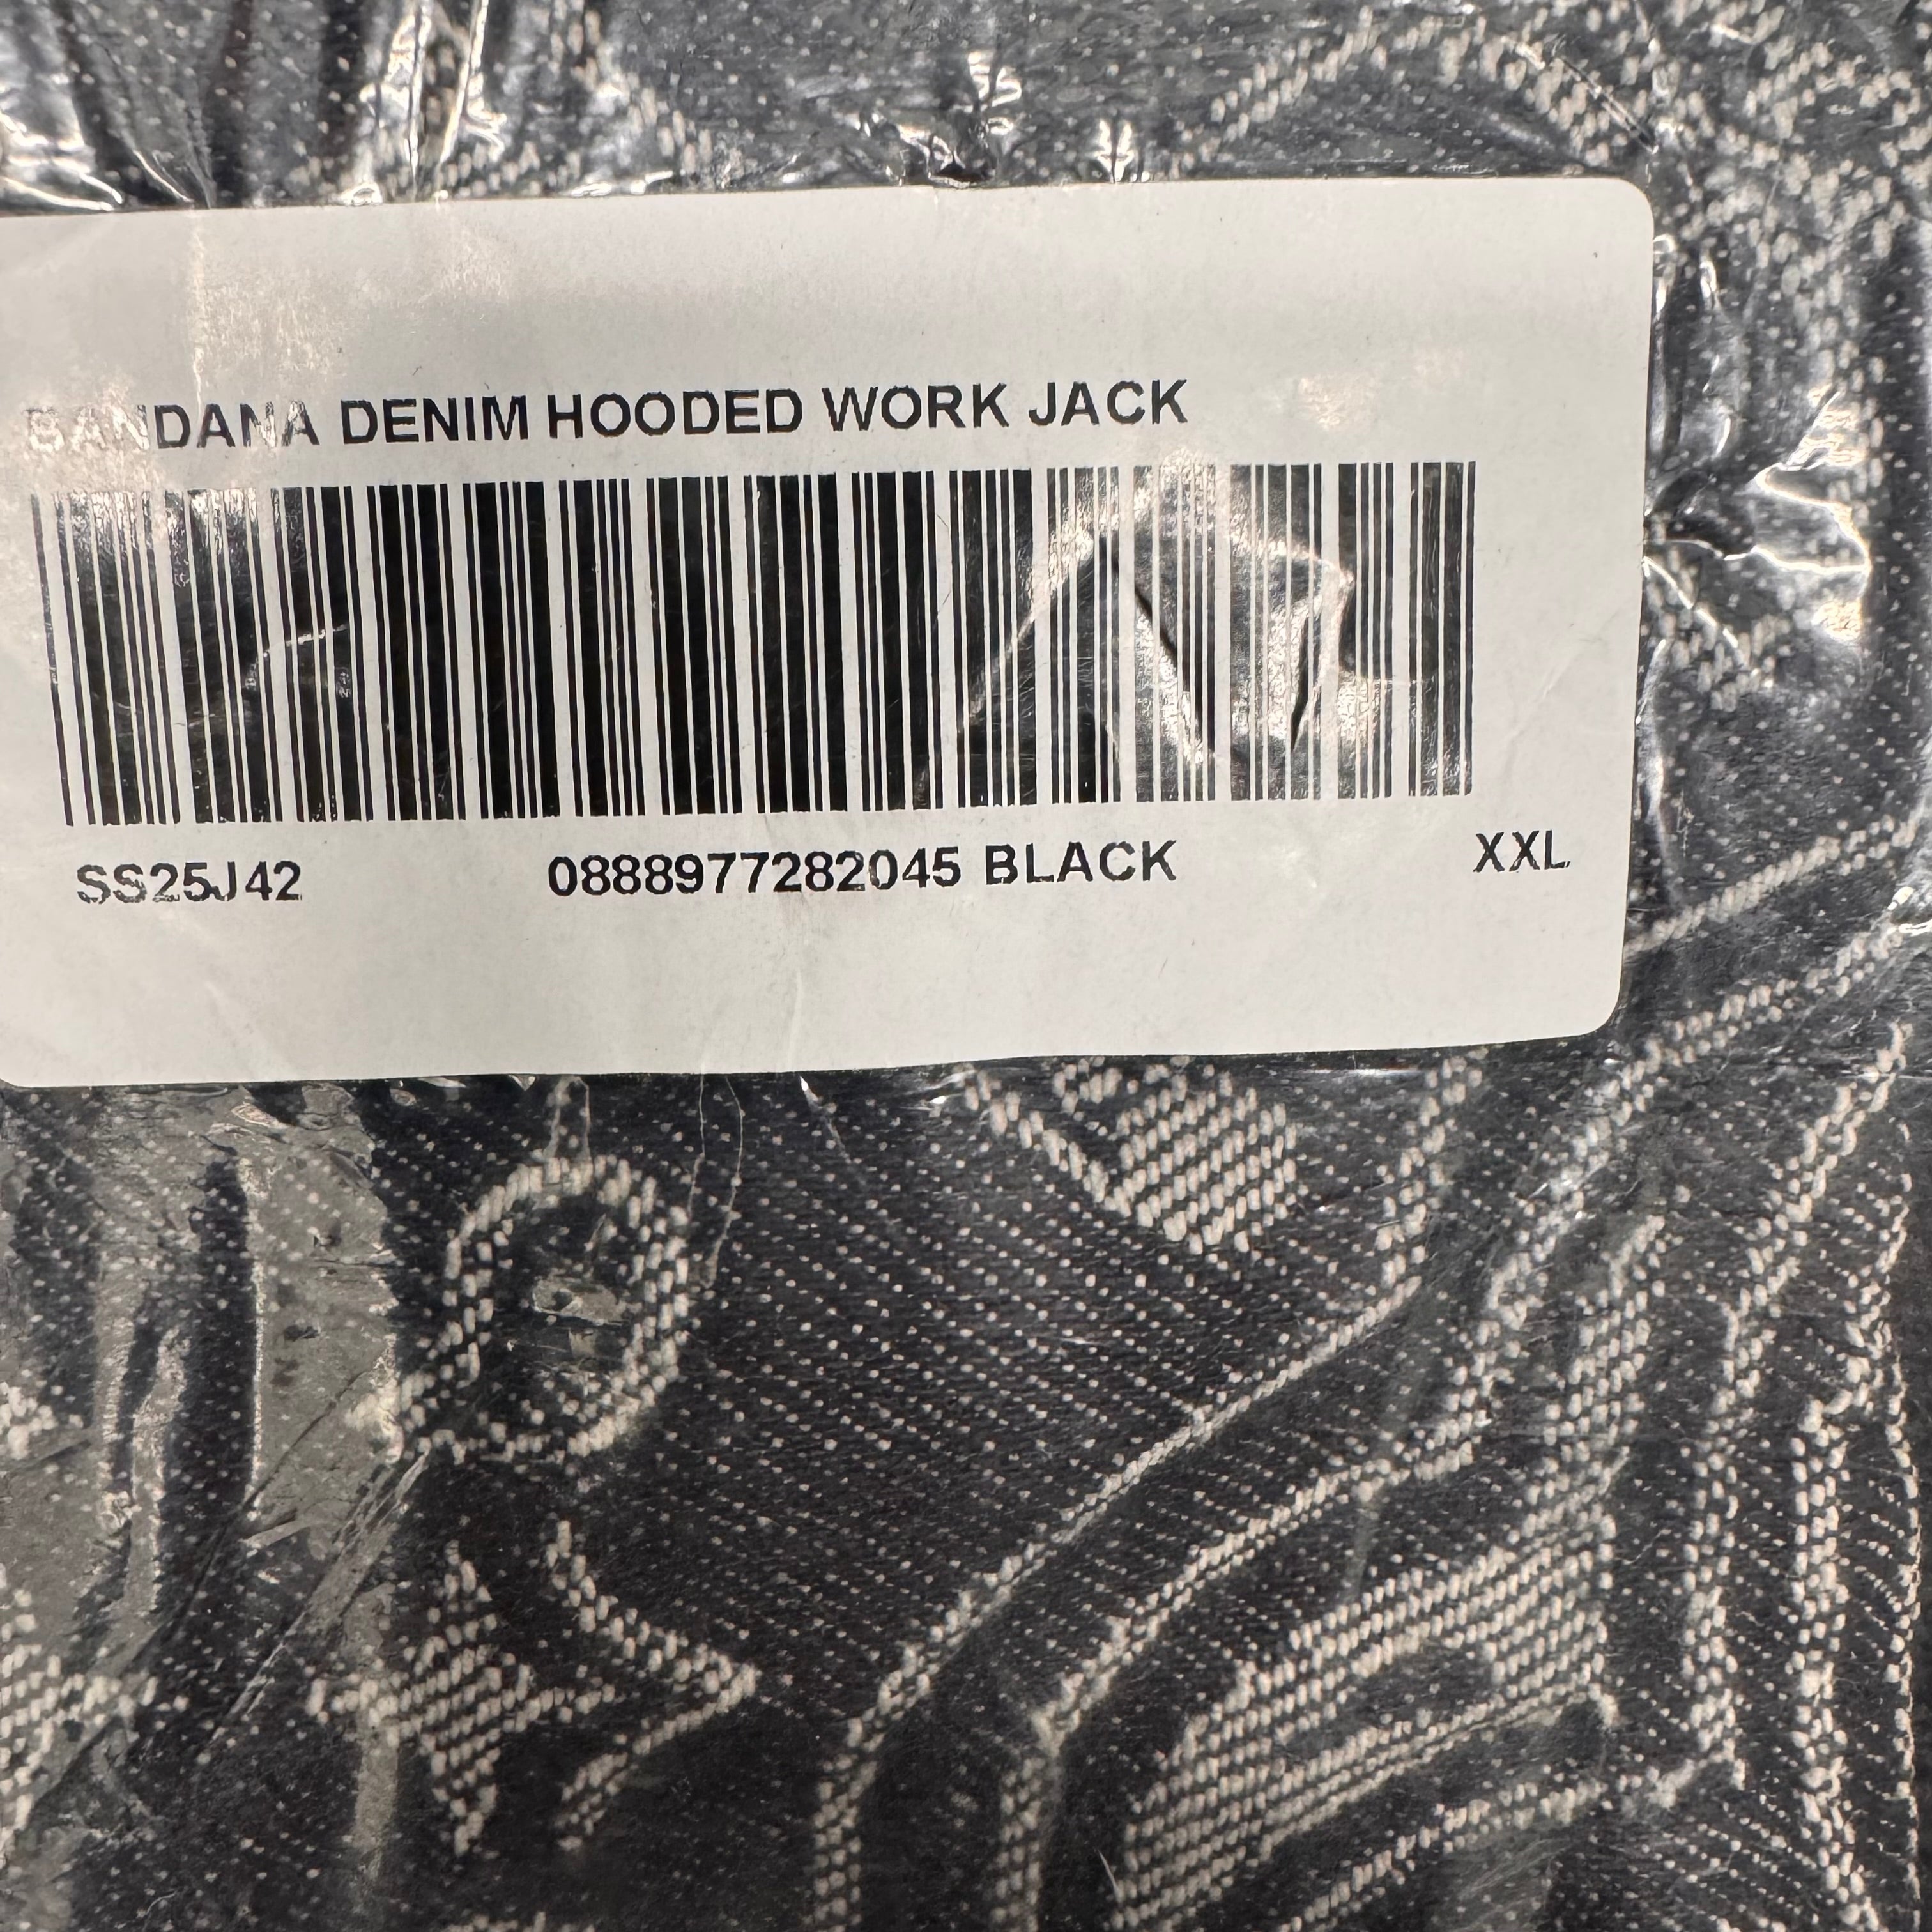 BANDANA DENIM HOODED WORK JACK
SS25J42 0888977282045 BLACK XXL